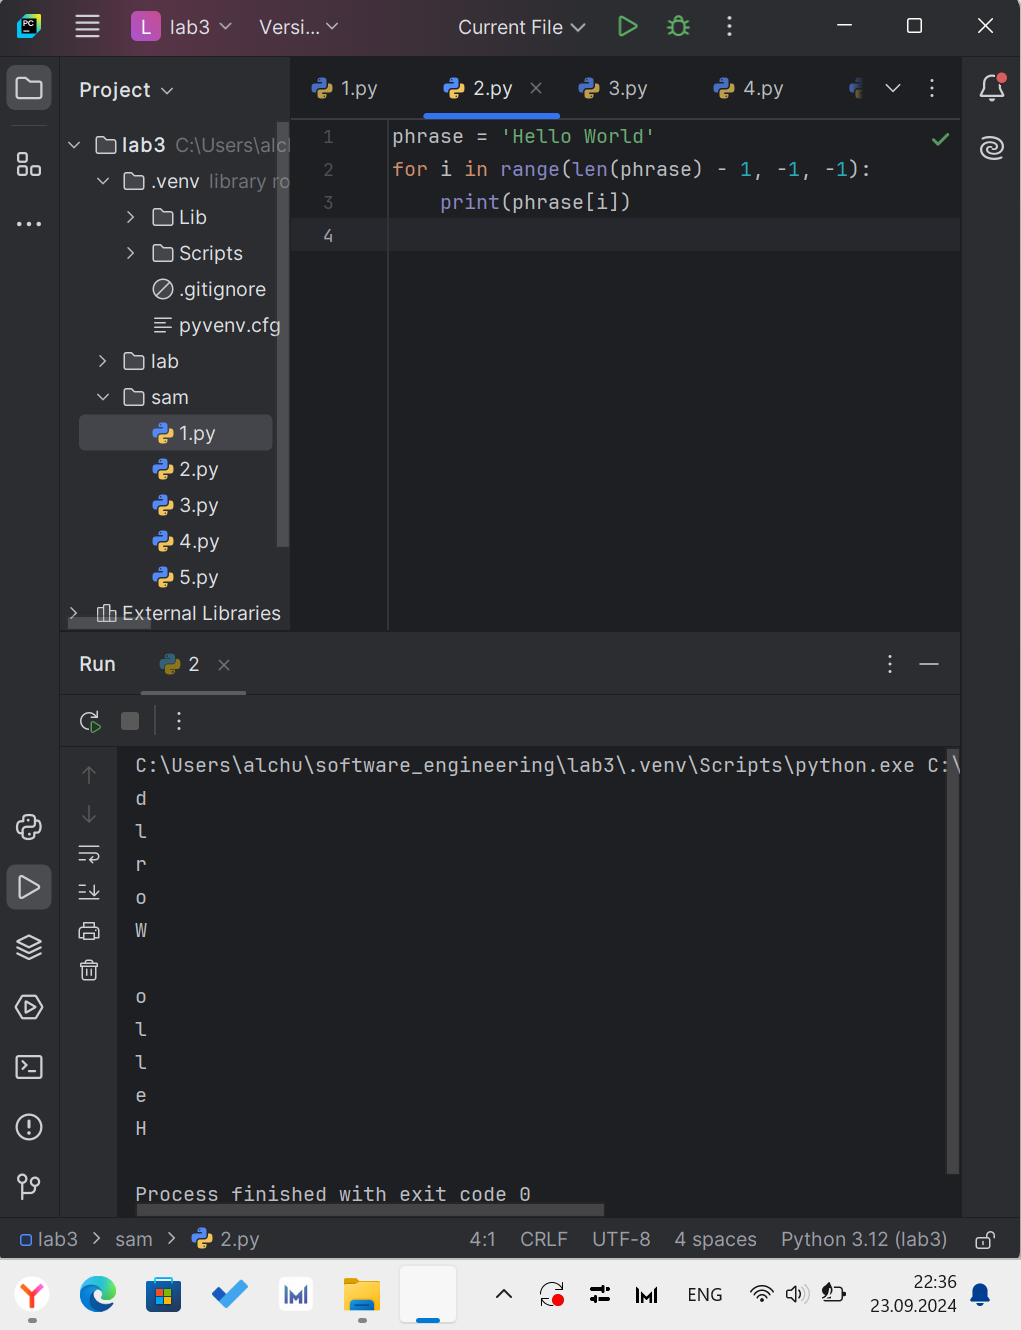 PC
L lab3 Versi... Current File
Project
1.py 2.py 3.py 4.py
lab3 C:\Users\alch
.venv library ro
Lib
Scripts
.gitignore
pyvenv.cfg
lab
sam
1.py
2.py
3.py
4.py
5.py
External Libraries
1 phrase = 'Hello World'
2 for i in range(len(phrase) - 1, -1, -1):
3 print(phrase[i])
4
Run 2
C:\Users\alchu\software_engineering\lab3\.venv\Scripts\python.exe C:\
d
l
r
o
W
o
l
l
e
H
Process finished with exit code 0
lab3 > sam > 2.py 4:1 CRLF UTF-8 4 spaces Python 3.12 (lab3)
ENG 22:36
23.09.2024